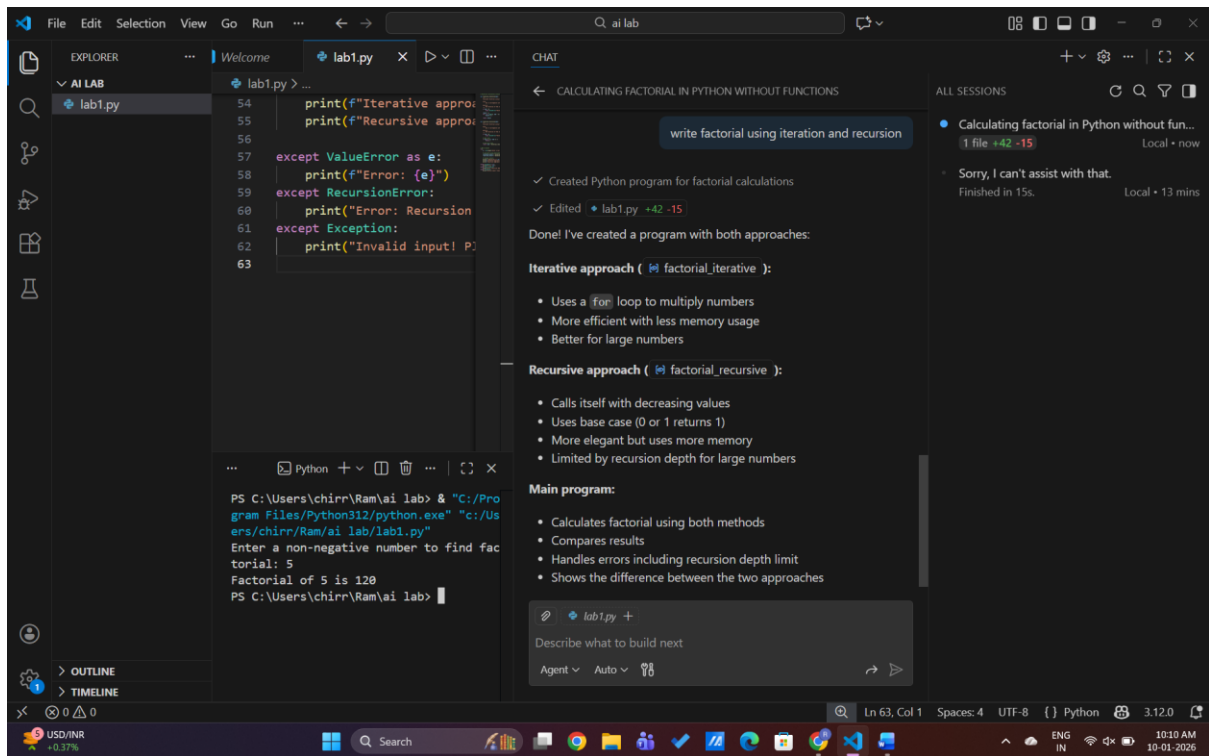 File Edit Selection View Go Run ··· ai lab
EXPLORER ···
AI LAB
lab1.py
OUTLINE
TIMELINE
Welcome lab1.py ···
lab1.py > ...
54 print(f"Iterative approa
55 print(f"Recursive approa
56
57 except ValueError as e:
58 print(f"Error: {e}")
59 except RecursionError:
60 print("Error: Recursion
61 except Exception:
62 print("Invalid input! Pl
63
··· Python ···
PS C:\Users\chirr\Ram\ai lab> & "C:/Pro
gram Files/Python312/python.exe" "c:/Us
ers/chirr/Ram/ai lab/lab1.py"
Enter a non-negative number to find fac
torial: 5
Factorial of 5 is 120
PS C:\Users\chirr\Ram\ai lab>
CHAT
CALCULATING FACTORIAL IN PYTHON WITHOUT FUNCTIONS
write factorial using iteration and recursion
Created Python program for factorial calculations
Edited lab1.py +42 -15
Done! I've created a program with both approaches:
Iterative approach ( factorial_iterative ):
• Uses a for loop to multiply numbers
• More efficient with less memory usage
• Better for large numbers
Recursive approach ( factorial_recursive ):
• Calls itself with decreasing values
• Uses base case (0 or 1 returns 1)
• More elegant but uses more memory
• Limited by recursion depth for large numbers
Main program:
• Calculates factorial using both methods
• Compares results
• Handles errors including recursion depth limit
• Shows the difference between the two approaches
lab1.py +
Describe what to build next
Agent Auto
ALL SESSIONS
Calculating factorial in Python without fun...
1 file +42 -15 Local • now
Sorry, I can't assist with that.
Finished in 15s. Local • 13 mins
1
0 0 Ln 63, Col 1 Spaces: 4 UTF-8 { } Python 3.12.0
5 USD/INR
+0.37%
Search
ENG
IN
10:10 AM
10-01-2026